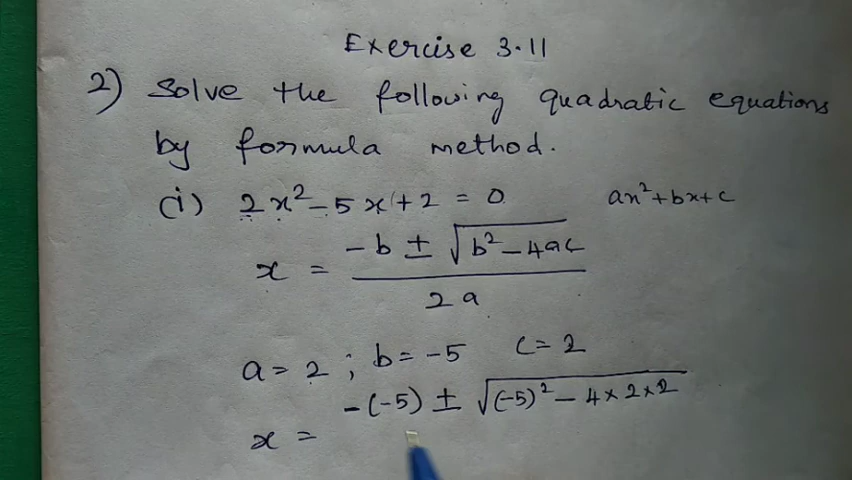 Exercise 3.11
2) Solve the following quadratic equations
by formula method.
(i) 2x² - 5x + 2 = 0 ax² + bx + c
x = -b ± √(b² - 4ac) / 2a
a = 2 ; b = -5 c = 2
x = -(-5) ± √((-5)² - 4 × 2 × 2)